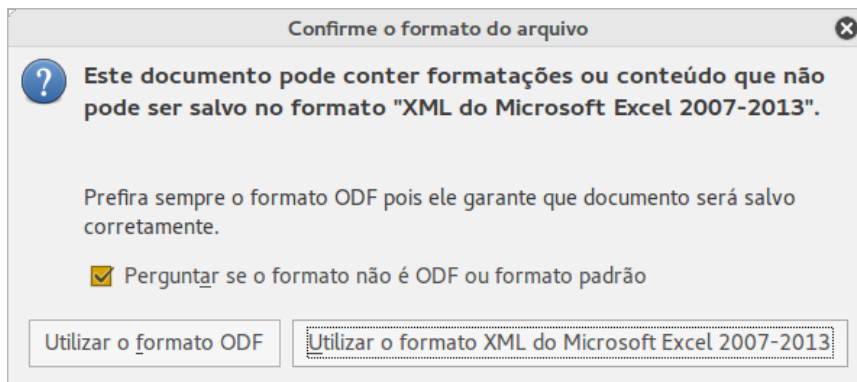 Confirme o formato do arquivo
Este documento pode conter formatações ou conteúdo que não
pode ser salvo no formato "XML do Microsoft Excel 2007-2013".
Prefira sempre o formato ODF pois ele garante que documento será salvo
corretamente.
Perguntar se o formato não é ODF ou formato padrão
Utilizar o formato ODF
Utilizar o formato XML do Microsoft Excel 2007-2013